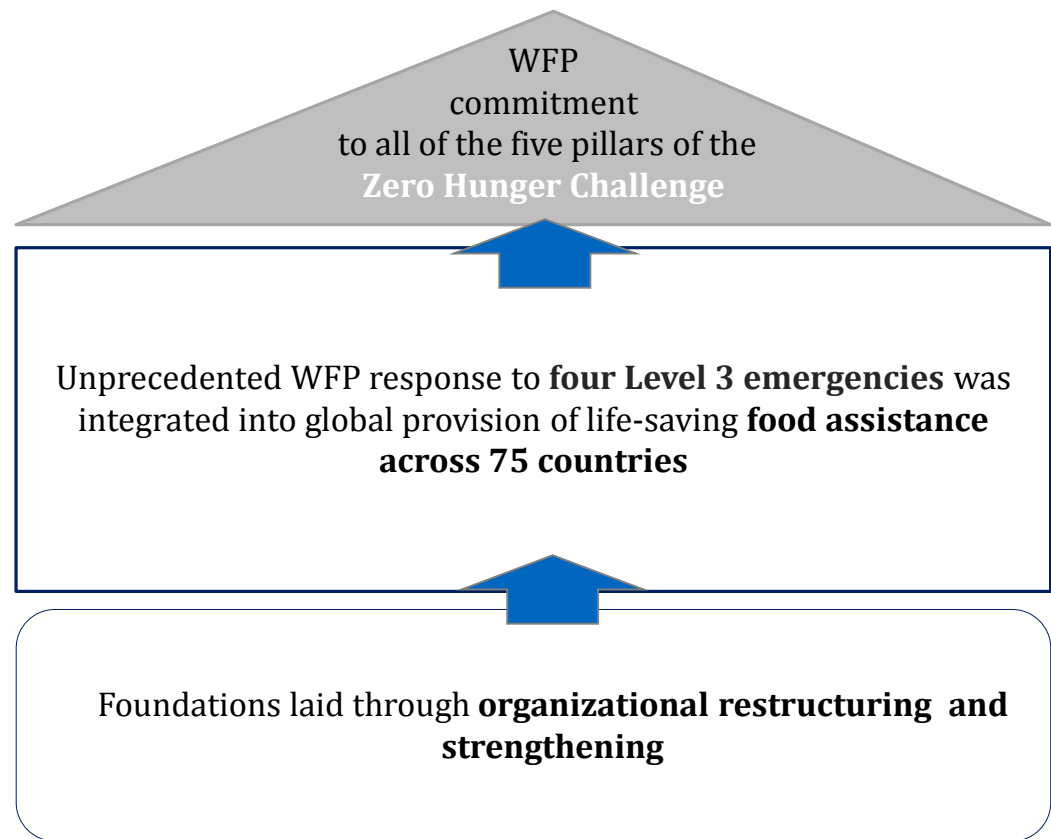 WFP
commitment
to all of the five pillars of the
Zero Hunger Challenge
Unprecedented WFP response to four Level 3 emergencies was
integrated into global provision of life-saving food assistance
across 75 countries
Foundations laid through organizational restructuring  and
strengthening